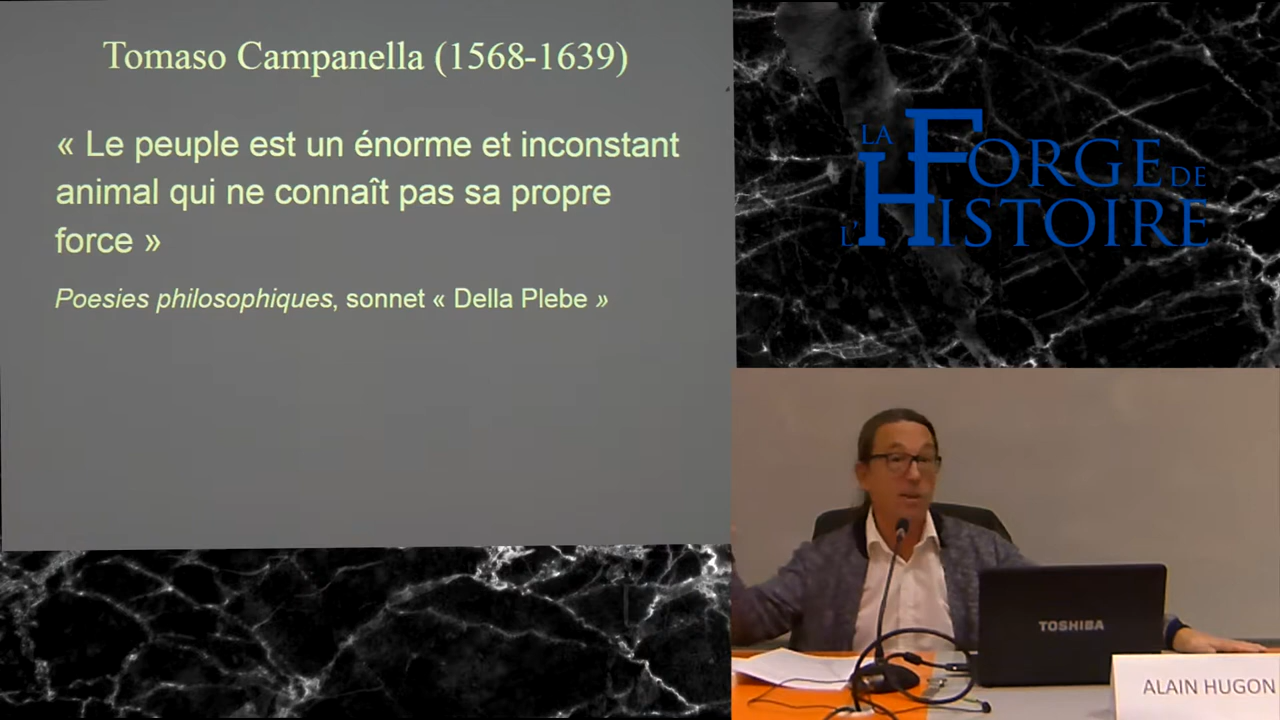 Tomaso Campanella (1568-1639)
« Le peuple est un énorme et inconstant
animal qui ne connaît pas sa propre
force »
Poesies philosophiques, sonnet « Della Plebe »
LA FORGE DE
L'HISTOIRE
TOSHIBA
ALAIN HUGON